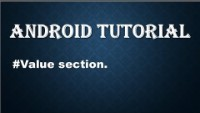 ANDROID TUTORIAL
#Value section.